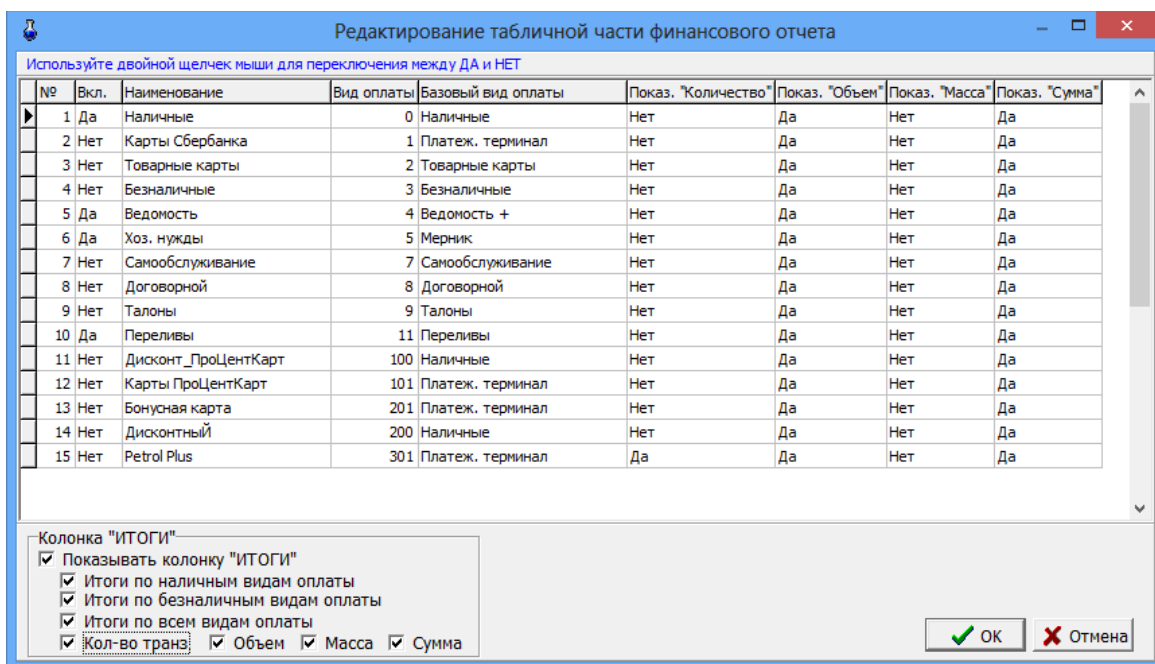 Редактирование табличной части финансового отчета
Используйте двойной щелчек мыши для переключения между ДА и НЕТ
№ Вкл. Наименование Вид оплаты Базовый вид оплаты Показ. "Количество" Показ. "Объем" Показ. "Масса" Показ. "Сумма"
1 Да Наличные 0 Наличные Нет Да Нет Да
2 Нет Карты Сбербанка 1 Платеж. терминал Нет Да Нет Да
3 Нет Товарные карты 2 Товарные карты Нет Да Нет Да
4 Нет Безналичные 3 Безналичные Нет Да Нет Да
5 Да Ведомость 4 Ведомость + Нет Да Нет Да
6 Да Хоз. нужды 5 Мерник Нет Да Нет Да
7 Нет Самообслуживание 7 Самообслуживание Нет Да Нет Да
8 Нет Договорной 8 Договорной Нет Да Нет Да
9 Нет Талоны 9 Талоны Нет Да Нет Да
10 Да Переливы 11 Переливы Нет Да Нет Да
11 Нет Дисконт_ПроЦентКарт 100 Наличные Нет Да Нет Да
12 Нет Карты ПроЦентКарт 101 Платеж. терминал Нет Да Нет Да
13 Нет Бонусная карта 201 Платеж. терминал Нет Да Нет Да
14 Нет ДисконтныЙ 200 Наличные Нет Да Нет Да
15 Нет Petrol Plus 301 Платеж. терминал Да Да Нет Да
Колонка "ИТОГИ"
Показывать колонку "ИТОГИ"
Итоги по наличным видам оплаты
Итоги по безналичным видам оплаты
Итоги по всем видам оплаты
Кол-во транз Объем Масса Сумма
ОК Отмена